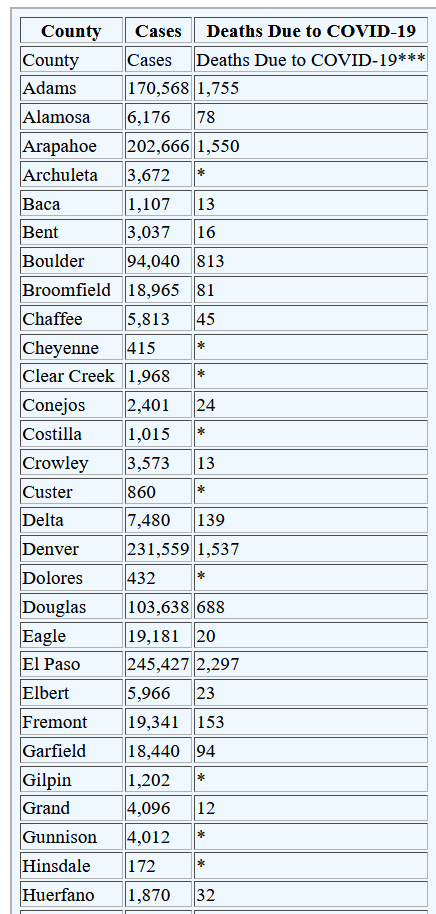 County Cases Deaths Due to COVID-19
County Cases Deaths Due to COVID-19***
Adams 170,568 1,755
Alamosa 6,176 78
Arapahoe 202,666 1,550
Archuleta 3,672 *
Baca 1,107 13
Bent 3,037 16
Boulder 94,040 813
Broomfield 18,965 81
Chaffee 5,813 45
Cheyenne 415 *
Clear Creek 1,968 *
Conejos 2,401 24
Costilla 1,015 *
Crowley 3,573 13
Custer 860 *
Delta 7,480 139
Denver 231,559 1,537
Dolores 432 *
Douglas 103,638 688
Eagle 19,181 20
El Paso 245,427 2,297
Elbert 5,966 23
Fremont 19,341 153
Garfield 18,440 94
Gilpin 1,202 *
Grand 4,096 12
Gunnison 4,012 *
Hinsdale 172 *
Huerfano 1,870 32